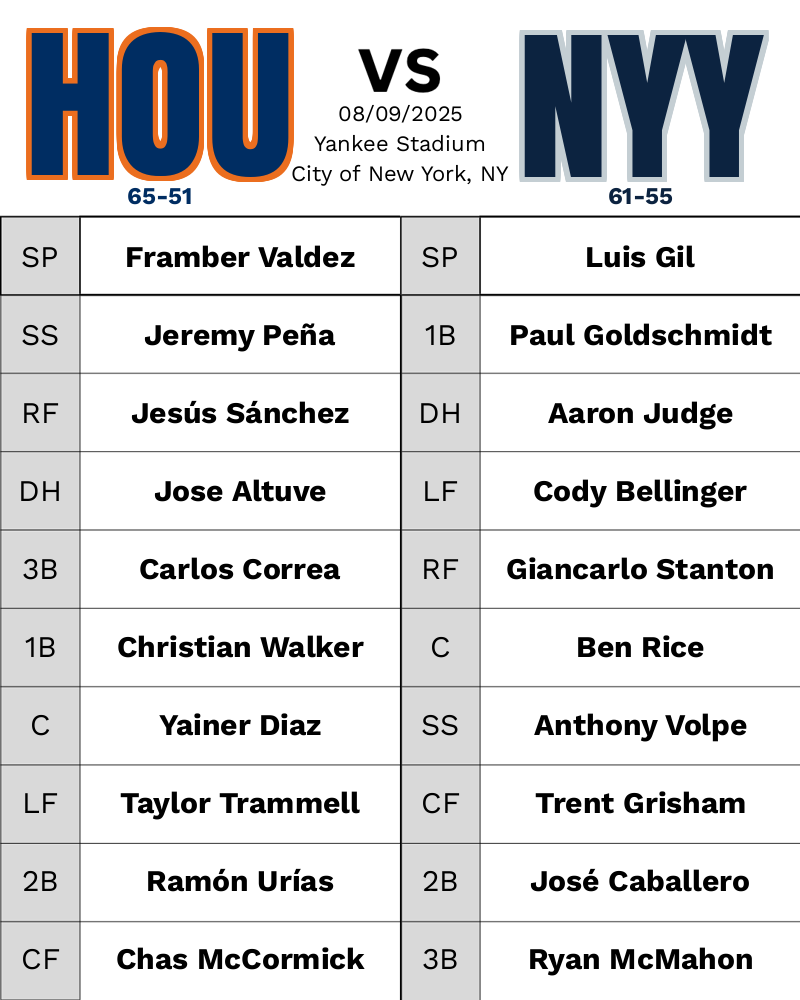 HOU
VS
NYY
08/09/2025
Yankee Stadium
City of New York, NY
65-51
61-55
SP Framber Valdez SP Luis Gil
SS Jeremy Peña 1B Paul Goldschmidt
RF Jesús Sánchez DH Aaron Judge
DH Jose Altuve LF Cody Bellinger
3B Carlos Correa RF Giancarlo Stanton
1B Christian Walker C Ben Rice
C Yainer Diaz SS Anthony Volpe
LF Taylor Trammell CF Trent Grisham
2B Ramón Urías 2B José Caballero
CF Chas McCormick 3B Ryan McMahon